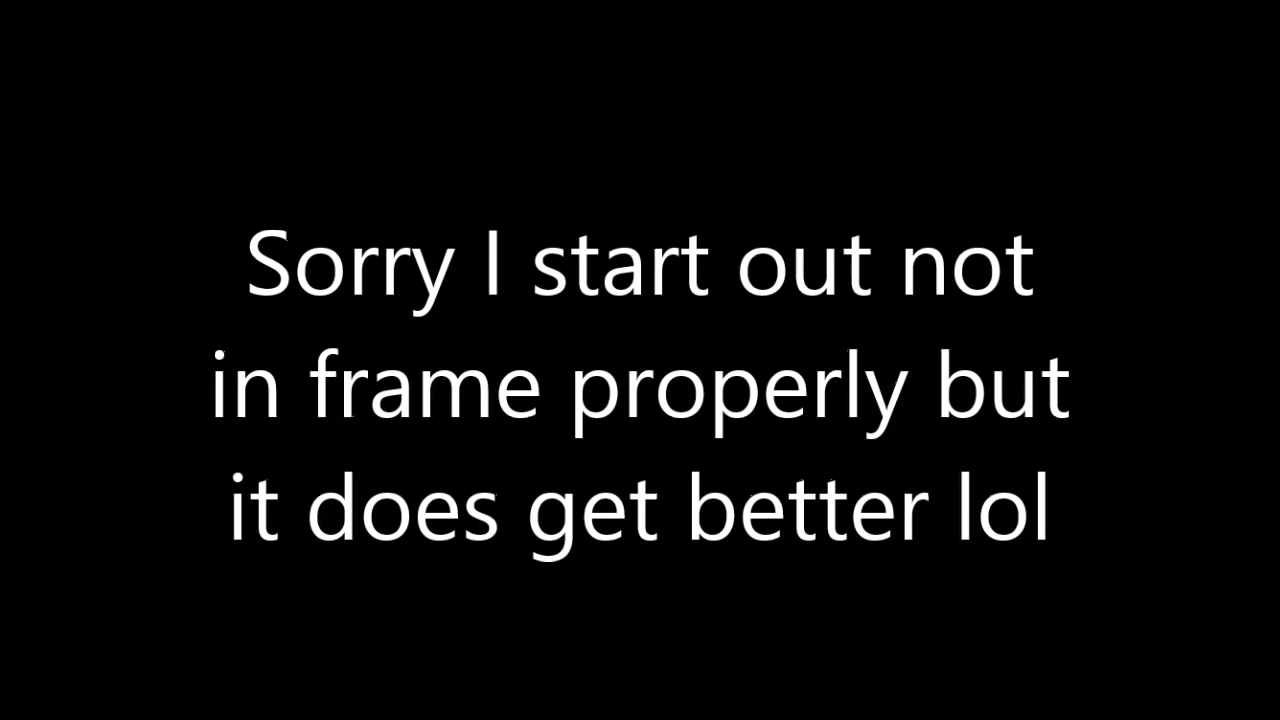 Sorry I start out not
in frame properly but
it does get better lol